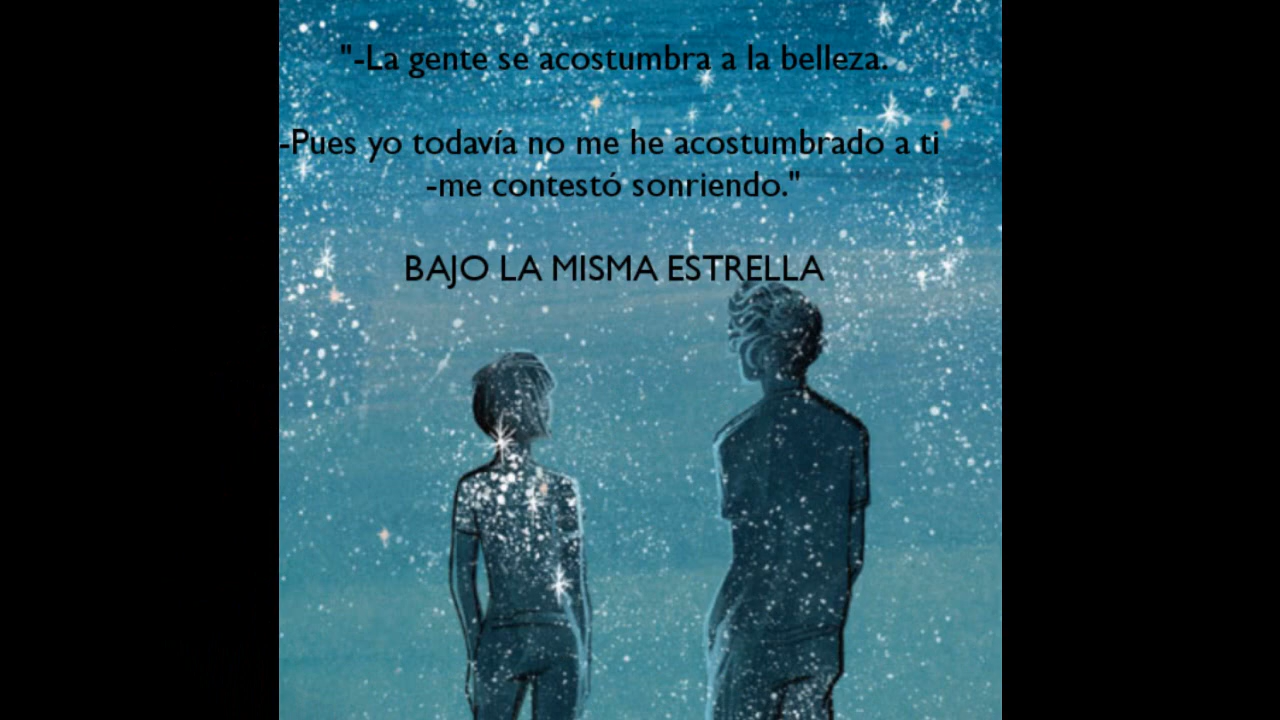 "-La gente se acostumbra a la belleza.
-Pues yo todavía no me he acostumbrado a ti
-me contestó sonriendo."
BAJO LA MISMA ESTRELLA